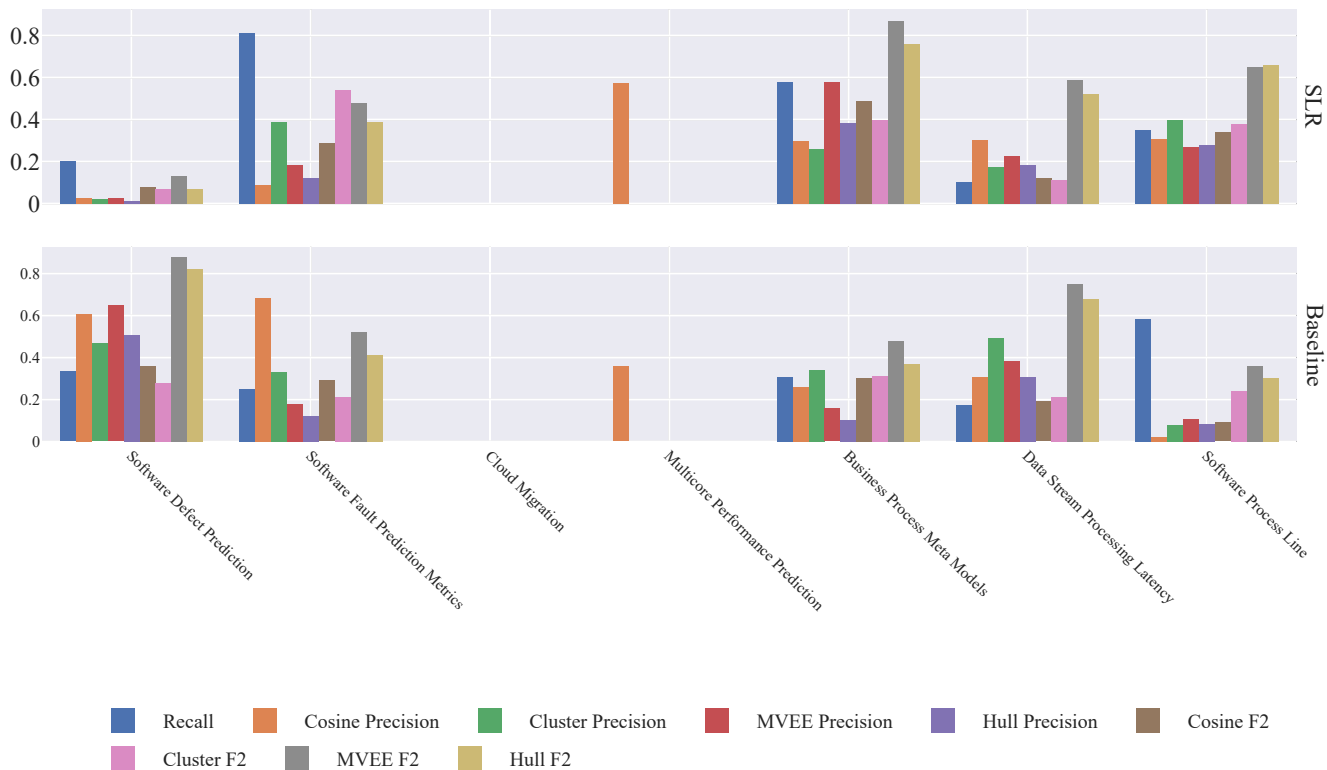 0.8
0.6
0.4
0.2
0
SLR
0.8
0.6
0.4
0.2
0
Baseline
Software Defect Prediction
Software Fault Prediction Metrics
Cloud Migration
Multicore Performance Prediction
Business Process Meta Models
Data Stream Processing Latency
Software Process Line
Recall Cosine Precision Cluster Precision MVEE Precision Hull Precision Cosine F2
Cluster F2 MVEE F2 Hull F2